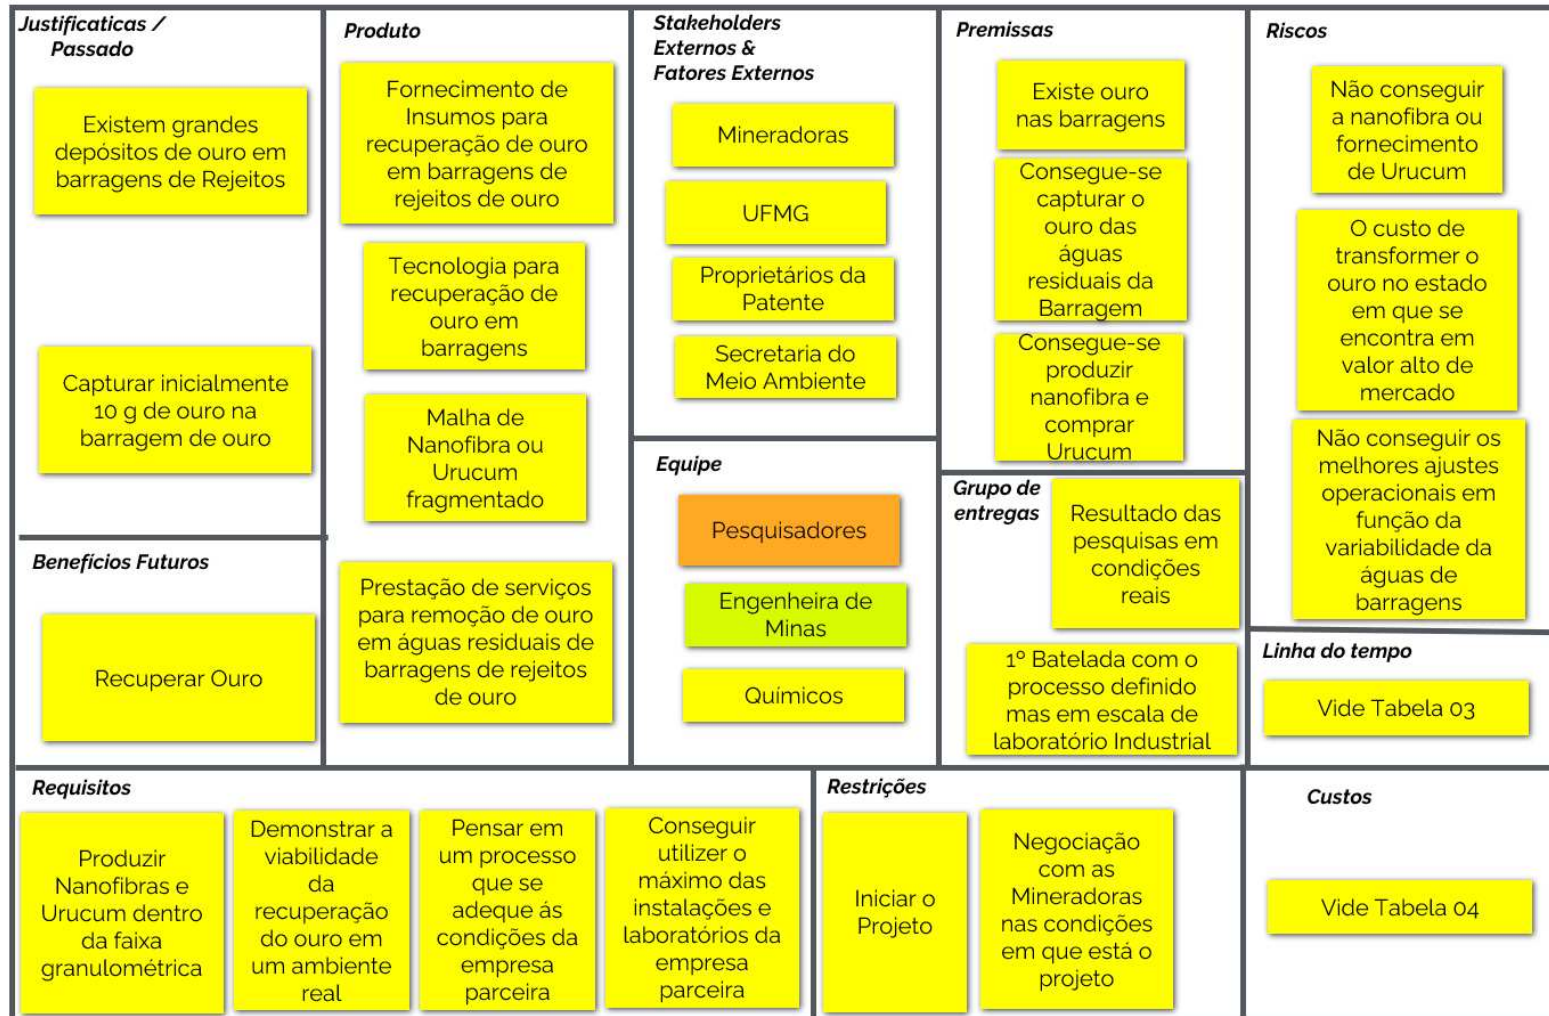 Justificaticas /
Passado
Existem grandes
depósitos de ouro em
barragens de Rejeitos
Capturar inicialmente
10 g de ouro na
barragem de ouro
Benefícios Futuros
Recuperar Ouro
Produto
Fornecimento de
Insumos para
recuperação de ouro
em barragens de
rejeitos de ouro
Tecnologia para
recuperação de
ouro em
barragens
Malha de
Nanofibra ou
Urucum
fragmentado
Prestação de serviços
para remoção de ouro
em águas residuais de
barragens de rejeitos
de ouro
Stakeholders
Externos &
Fatores Externos
Mineradoras
UFMG
Proprietários da
Patente
Secretaria do
Meio Ambiente
Equipe
Pesquisadores
Engenheira de
Minas
Químicos
Premissas
Existe ouro
nas barragens
Consegue-se
capturar o
ouro das
águas
residuais da
Barragem
Consegue-se
produzir
nanofibra e
comprar
Urucum
Grupo de
entregas
Resultado das
pesquisas em
condições
reais
1º Batelada com o
processo definido
mas em escala de
laboratório Industrial
Riscos
Não conseguir
a nanofibra ou
fornecimento
de Urucum
O custo de
transformer o
ouro no estado
em que se
encontra em
valor alto de
mercado
Não conseguir os
melhores ajustes
operacionais em
função da
variabilidade da
águas de
barragens
Linha do tempo
Vide Tabela 03
Requisitos
Produzir
Nanofibras e
Urucum dentro
da faixa
granulométrica
Demonstrar a
viabilidade
da
recuperação
do ouro em
um ambiente
real
Pensar em
um processo
que se
adeque ás
condições da
empresa
parceira
Conseguir
utilizer o
máximo das
instalações e
laboratórios da
empresa
parceira
Restrições
Iniciar o
Projeto
Negociação
com as
Mineradoras
nas condições
em que está o
projeto
Custos
Vide Tabela 04